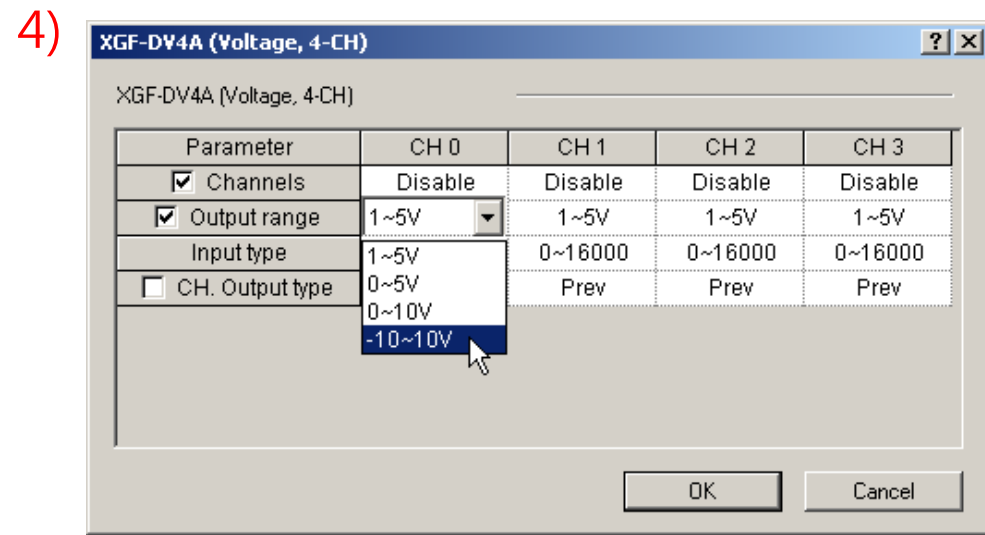 4)
XGF-DV4A (Voltage, 4-CH)
XGF-DV4A (Voltage, 4-CH)
Parameter CH 0 CH 1 CH 2 CH 3
Channels Disable Disable Disable Disable
Output range 1~5V 1~5V 1~5V 1~5V
Input type 1~5V 0~16000 0~16000 0~16000
CH. Output type 0~5V Prev Prev Prev
0~10V
-10~10V
OK Cancel